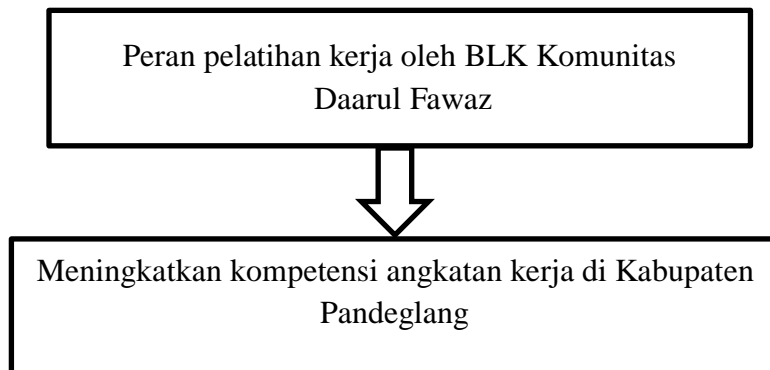 Peran pelatihan kerja oleh BLK Komunitas
Daarul Fawaz
Meningkatkan kompetensi angkatan kerja di Kabupaten
Pandeglang